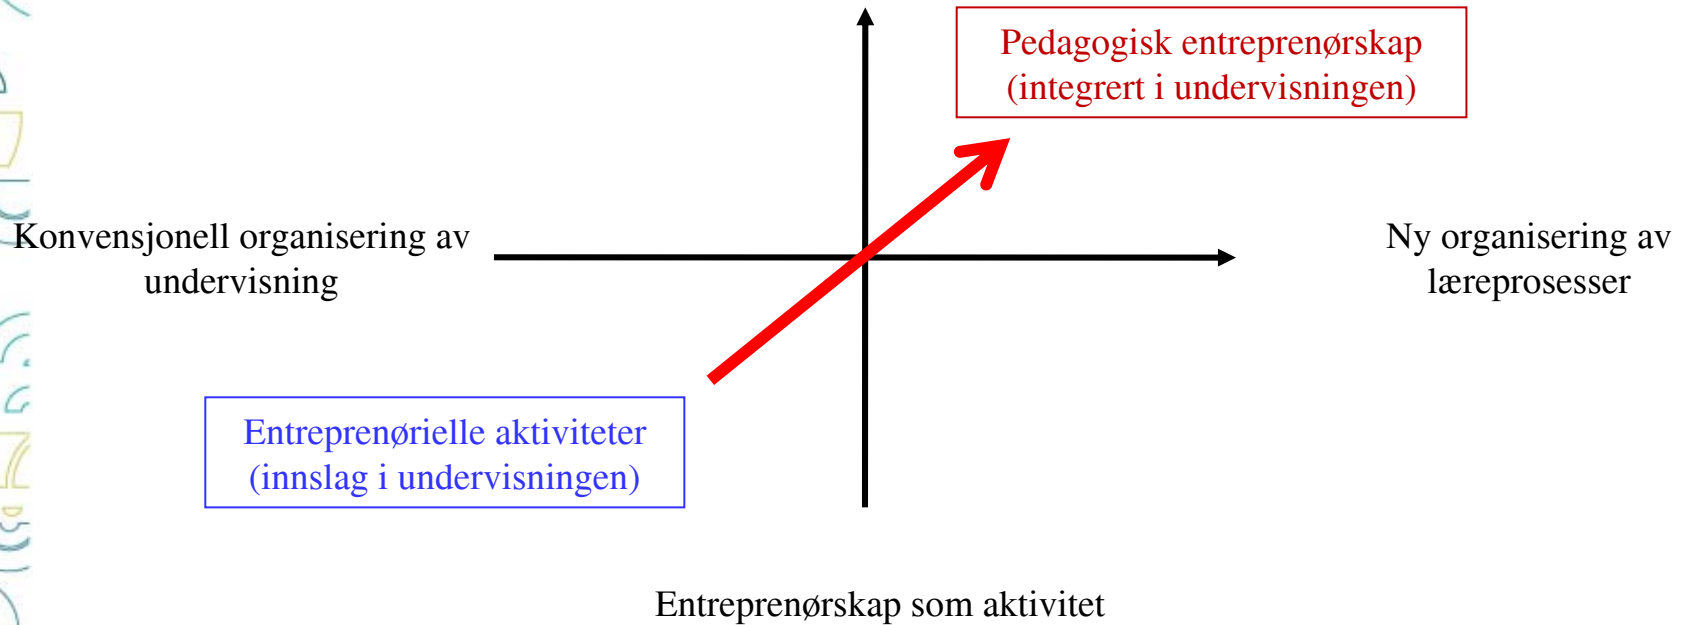 Pedagogisk entreprenørskap
(integrert i undervisningen)
Konvensjonell organisering av
undervisning
Ny organisering av
læreprosesser
Entreprenørielle aktiviteter
(innslag i undervisningen)
Entreprenørskap som aktivitet